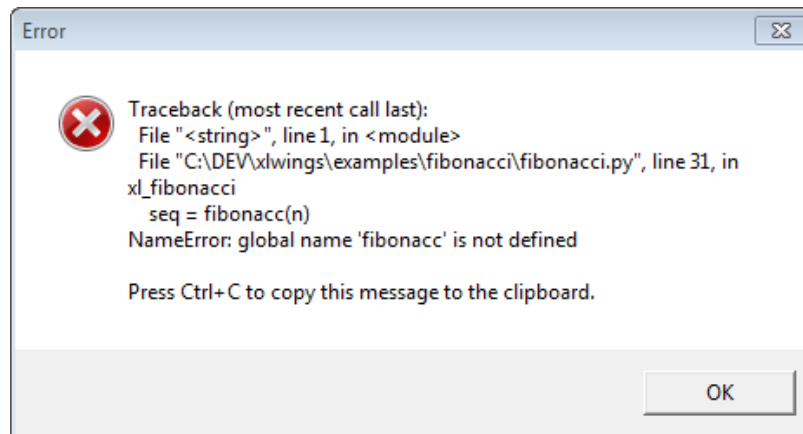 Error
Traceback (most recent call last):
File "<string>", line 1, in <module>
File "C:\DEV\xlwings\examples\fibonacci\fibonacci.py", line 31, in
xl_fibonacci
seq = fibonacc(n)
NameError: global name 'fibonacc' is not defined
Press Ctrl+C to copy this message to the clipboard.
OK